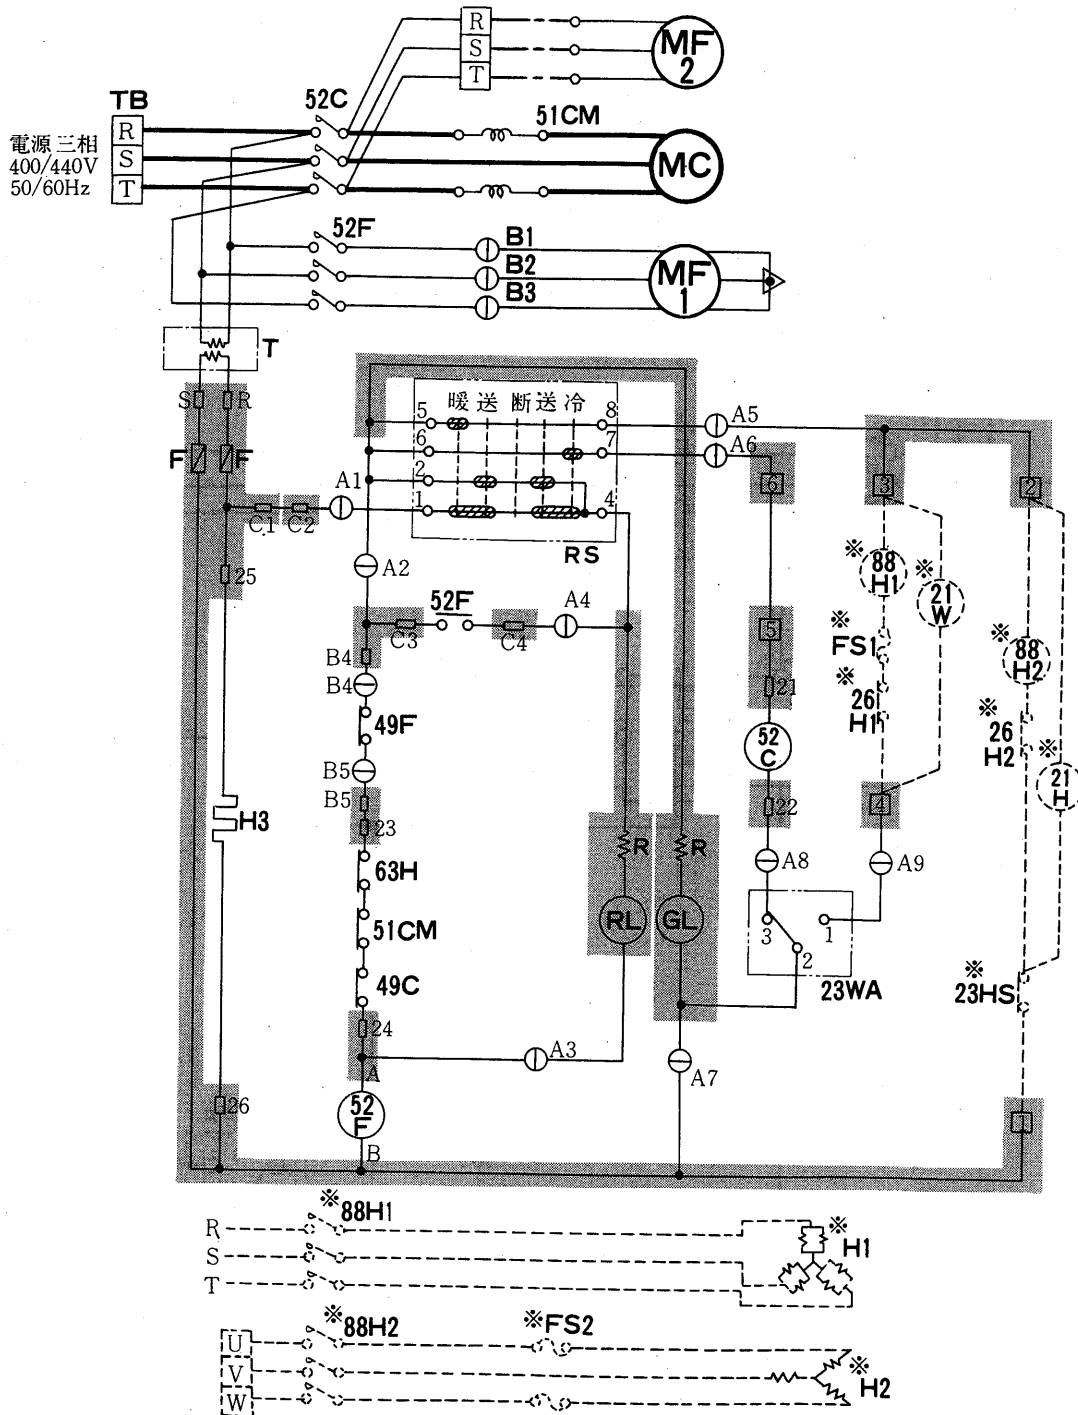 R
S
T
MF
2
TB
52C
51CM
R
S
T
電源 三相
400/440V
50/60Hz
MC
52F
B1
B2
B3
MF
1
T
S
R
F
F
暖 送 断 送 冷
5
6
2
1
8
7
4
RS
A5
A6
A1
C1
C2
A2
25
6
3
2
52F
A4
C3
C4
B4
B4
※
88
H1
※
21
W
※
FS1
※
26
H1
※
88
H2
※
26
H2
※
21
H
5
21
52
C
22
4
49F
B5
B5
23
H3
63H
51CM
49C
24
A
R
R
RL
GL
A8
A9
3
1
2
23WA
※
23HS
A3
A7
26
52
F
B
1
※
88H1
R
S
T
※
H1
※
88H2
※
FS2
U
V
W
※
H2